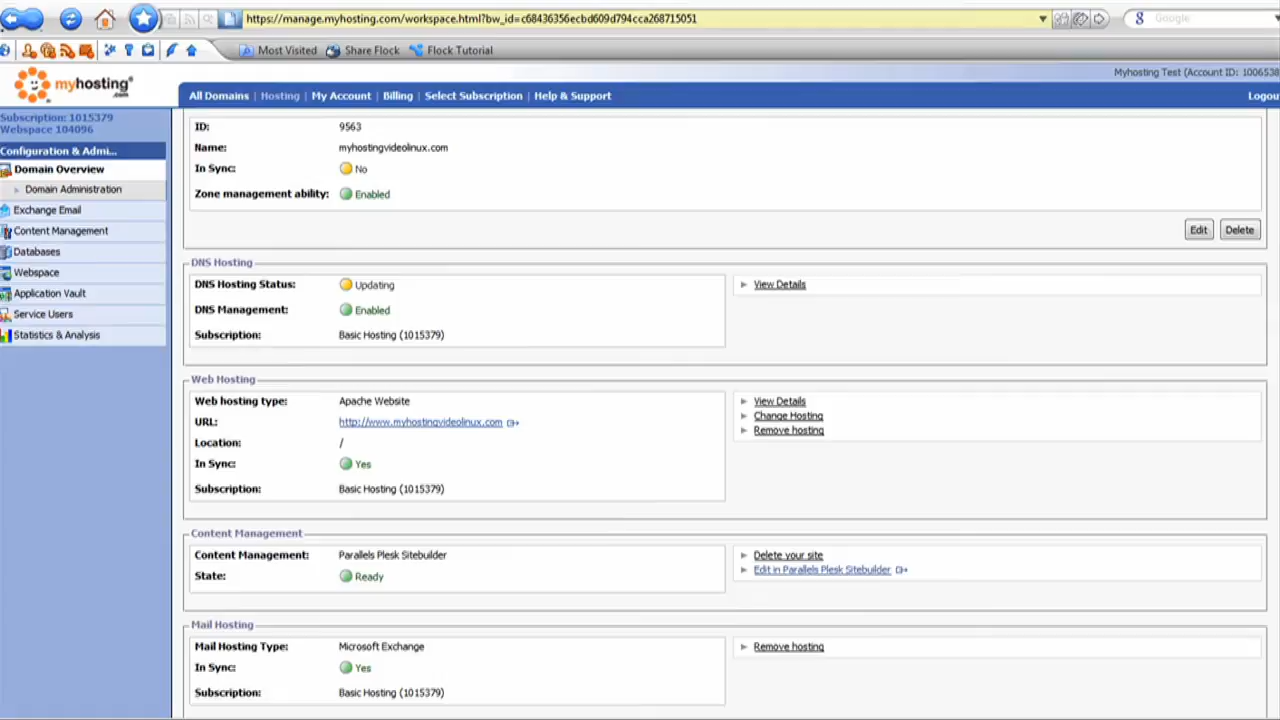 https://manage.myhosting.com/workspace.html?bw_id=c68436356ecbd609d794cca268715051
Google
Most Visited Share Flock Flock Tutorial
myhosting
.com
Myhosting Test (Account ID: 1006538
All Domains | Hosting | My Account | Billing | Select Subscription | Help & Support
Logou
Subscription: 1015379
Webspace 104096
Configuration & Admi...
Domain Overview
Domain Administration
Exchange Email
Content Management
Databases
Webspace
Application Vault
Service Users
Statistics & Analysis
ID: 9563
Name: myhostingvideolinux.com
In Sync: No
Zone management ability: Enabled
Edit Delete
DNS Hosting
DNS Hosting Status: Updating
DNS Management: Enabled
Subscription: Basic Hosting (1015379)
View Details
Web Hosting
Web hosting type: Apache Website
URL: http://www.myhostingvideolinux.com
Location: /
In Sync: Yes
Subscription: Basic Hosting (1015379)
View Details
Change Hosting
Remove hosting
Content Management
Content Management: Parallels Plesk Sitebuilder
State: Ready
Delete your site
Edit in Parallels Plesk Sitebuilder
Mail Hosting
Mail Hosting Type: Microsoft Exchange
In Sync: Yes
Subscription: Basic Hosting (1015379)
Remove hosting